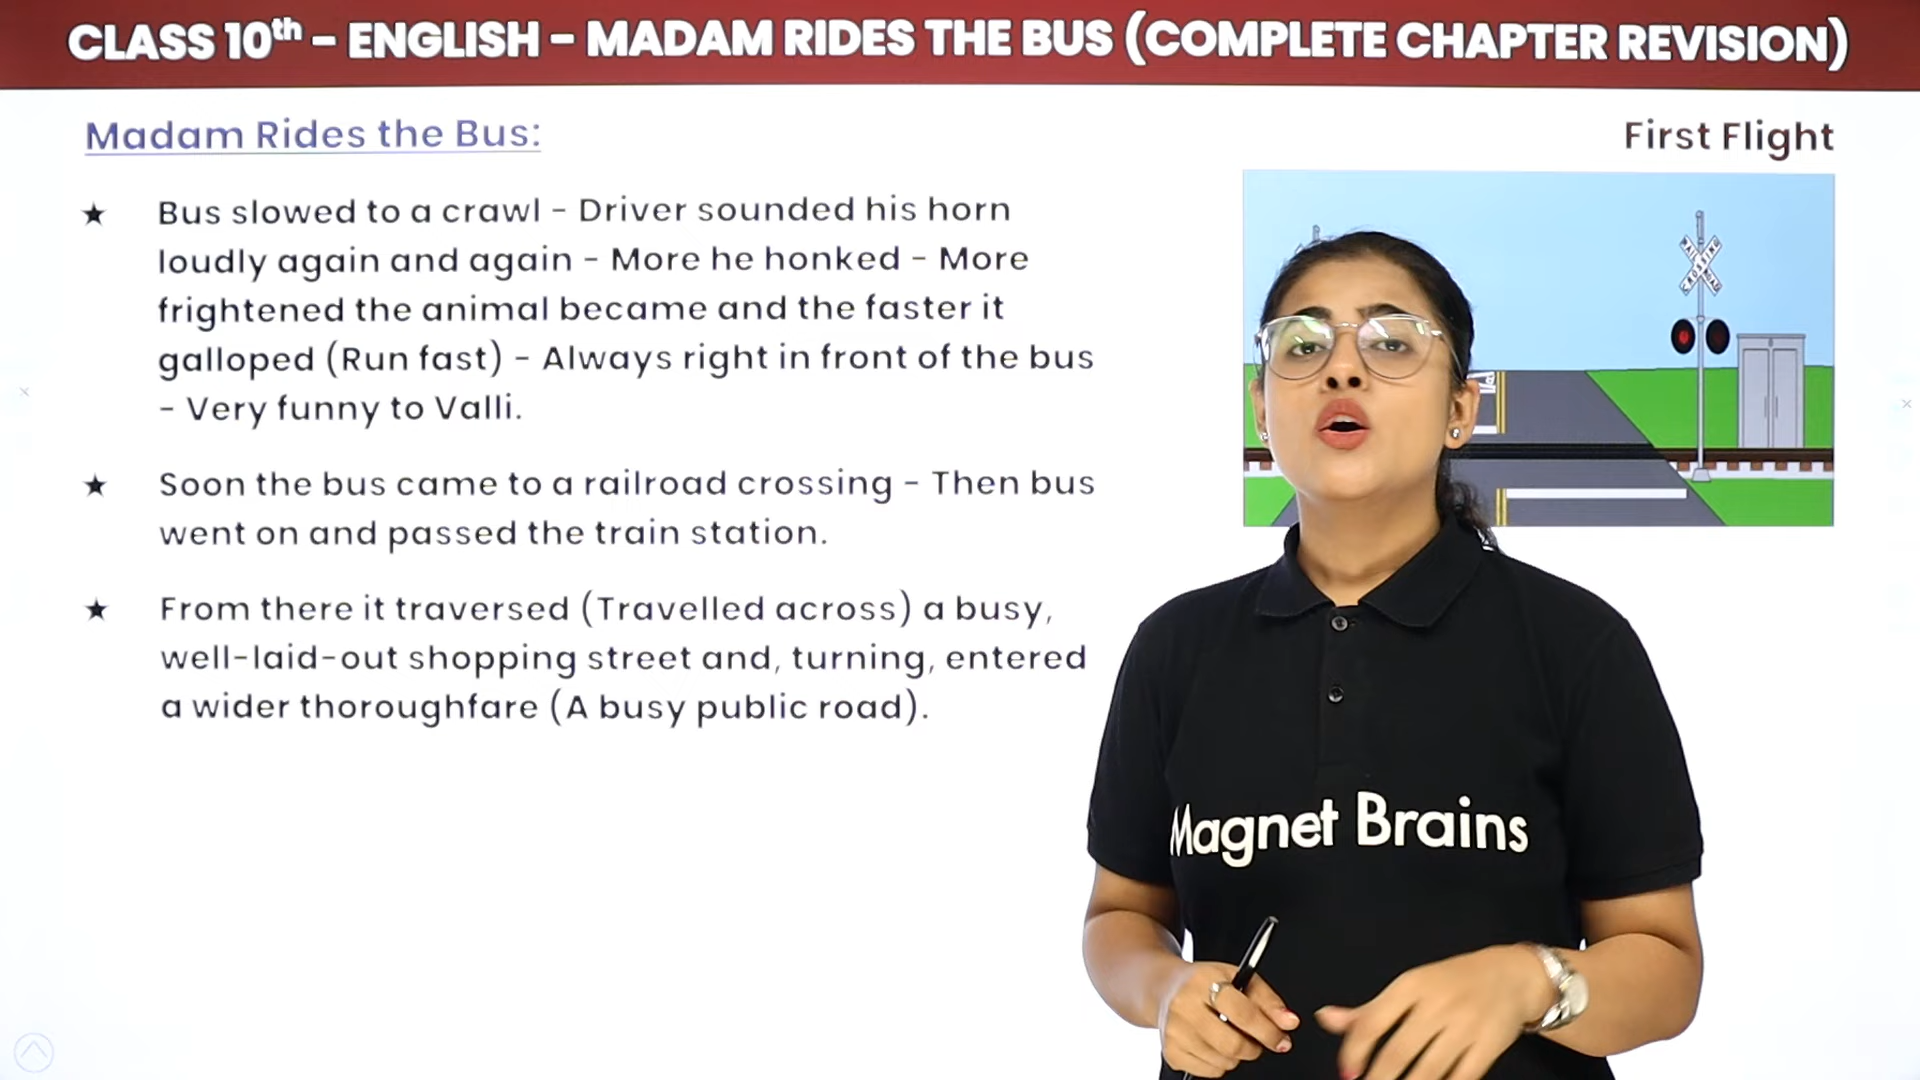 CLASS 10th - ENGLISH - MADAM RIDES THE BUS (COMPLETE CHAPTER REVISION)
Madam Rides the Bus:
First Flight
★ Bus slowed to a crawl - Driver sounded his horn
loudly again and again - More he honked - More
frightened the animal became and the faster it
galloped (Run fast) - Always right in front of the bus
- Very funny to Valli.
★ Soon the bus came to a railroad crossing - Then bus
went on and passed the train station.
★ From there it traversed (Travelled across) a busy,
well-laid-out shopping street and, turning, entered
a wider thoroughfare (A busy public road).
RAIL
CROSSING
ROAD
Magnet Brains